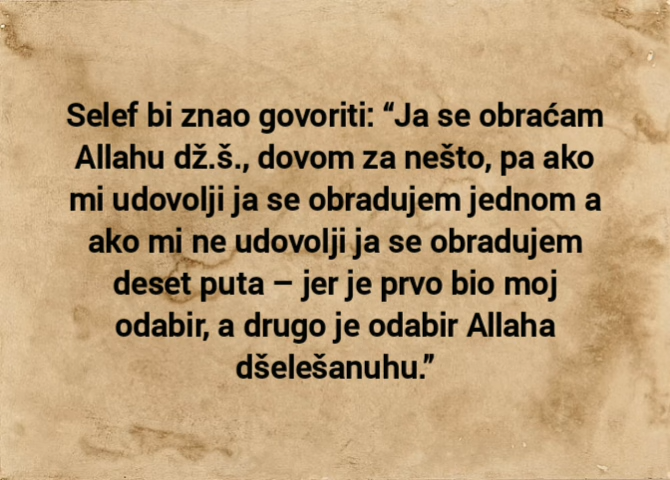 Selef bi znao govoriti: “Ja se obraćam
Allahu dž.š., dovom za nešto, pa ako
mi udovolji ja se obradujem jednom a
ako mi ne udovolji ja se obradujem
deset puta – jer je prvo bio moj
odabir, a drugo je odabir Allaha
dšelešanuhu.”